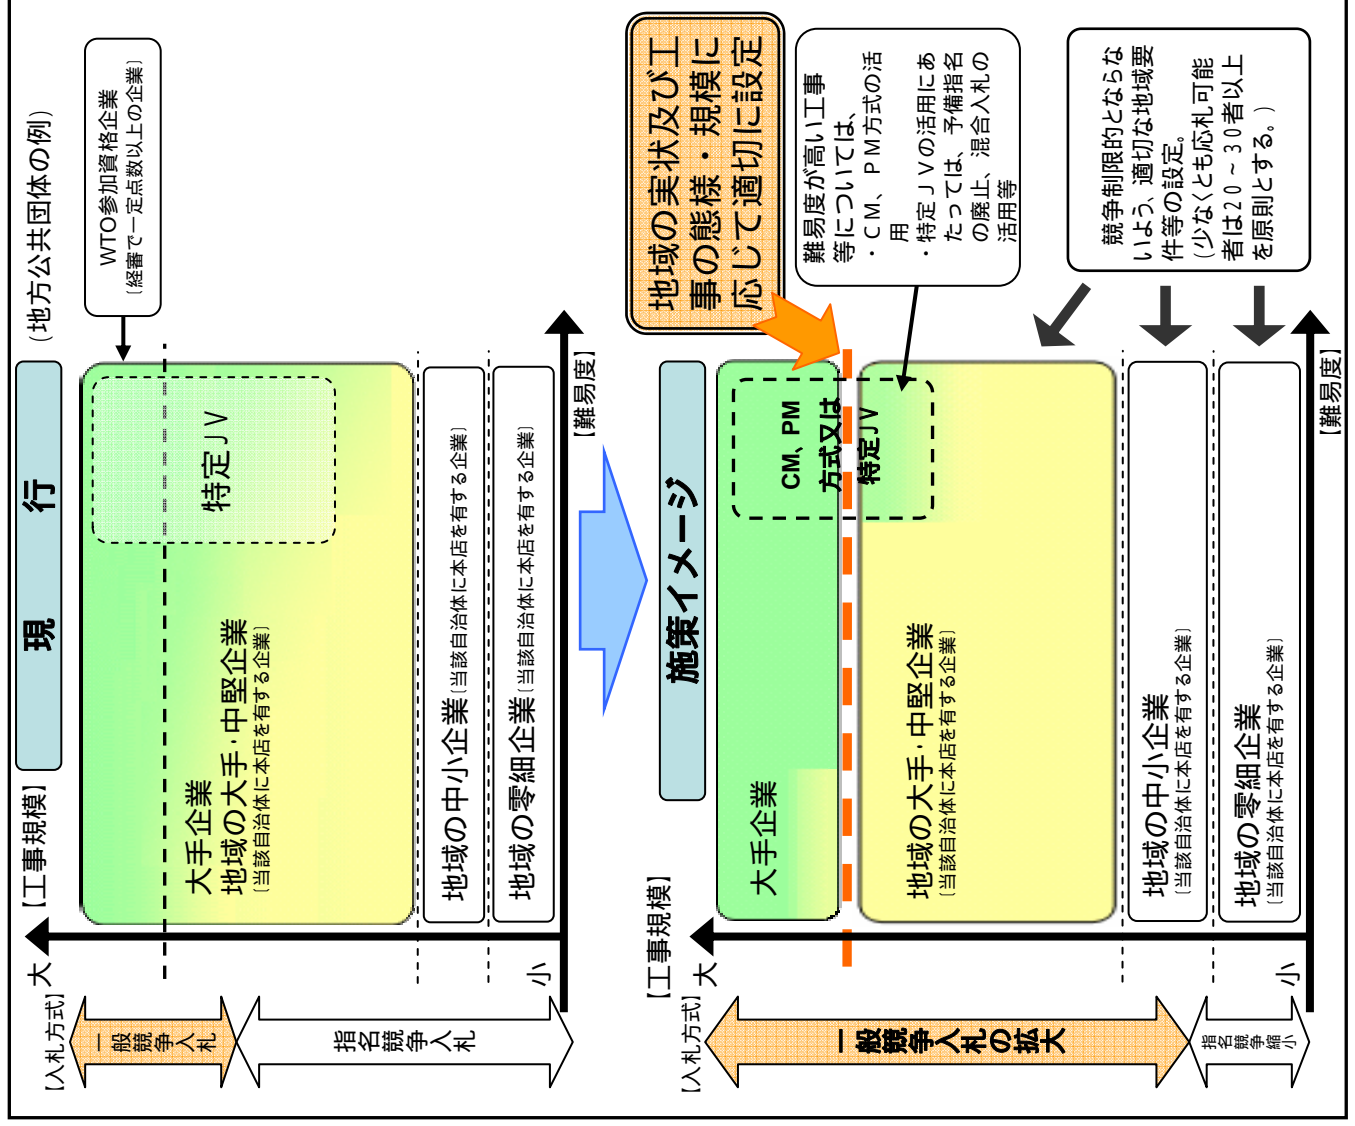 現　行
(地方公共団体の例)
【工事規模】
WTO参加資格企業
〔経審で一定点数以上の企業〕
【入札方式】
大
一般競争入札
指名競争入札
特定JV
大手企業
地域の大手・中堅企業
〔当該自治体に本店を有する企業〕
地域の中小企業〔当該自治体に本店を有する企業〕
地域の零細企業〔当該自治体に本店を有する企業〕
小
【難易度】
施策イメージ
【工事規模】
地域の実状及び工
事の態様・規模に
応じて適切に設定
【入札方式】
大
一般競争入札の拡大
指名競争縮小
大手企業
CM、PM
方式又は
特定JV
難易度が高い工事
等については、
・CM、PM方式の活
用
・特定JVの活用にあ
たっては、予備指名
の廃止、混合入札の
活用等
地域の大手・中堅企業
〔当該自治体に本店を有する企業〕
競争制限的とならな
いよう、適切な地域要
件等の設定。
(少なくとも応札可能
者は20～30者以上
を原則とする。)
地域の中小企業
〔当該自治体に本店を有する企業〕
地域の零細企業
〔当該自治体に本店を有する企業〕
小
【難易度】